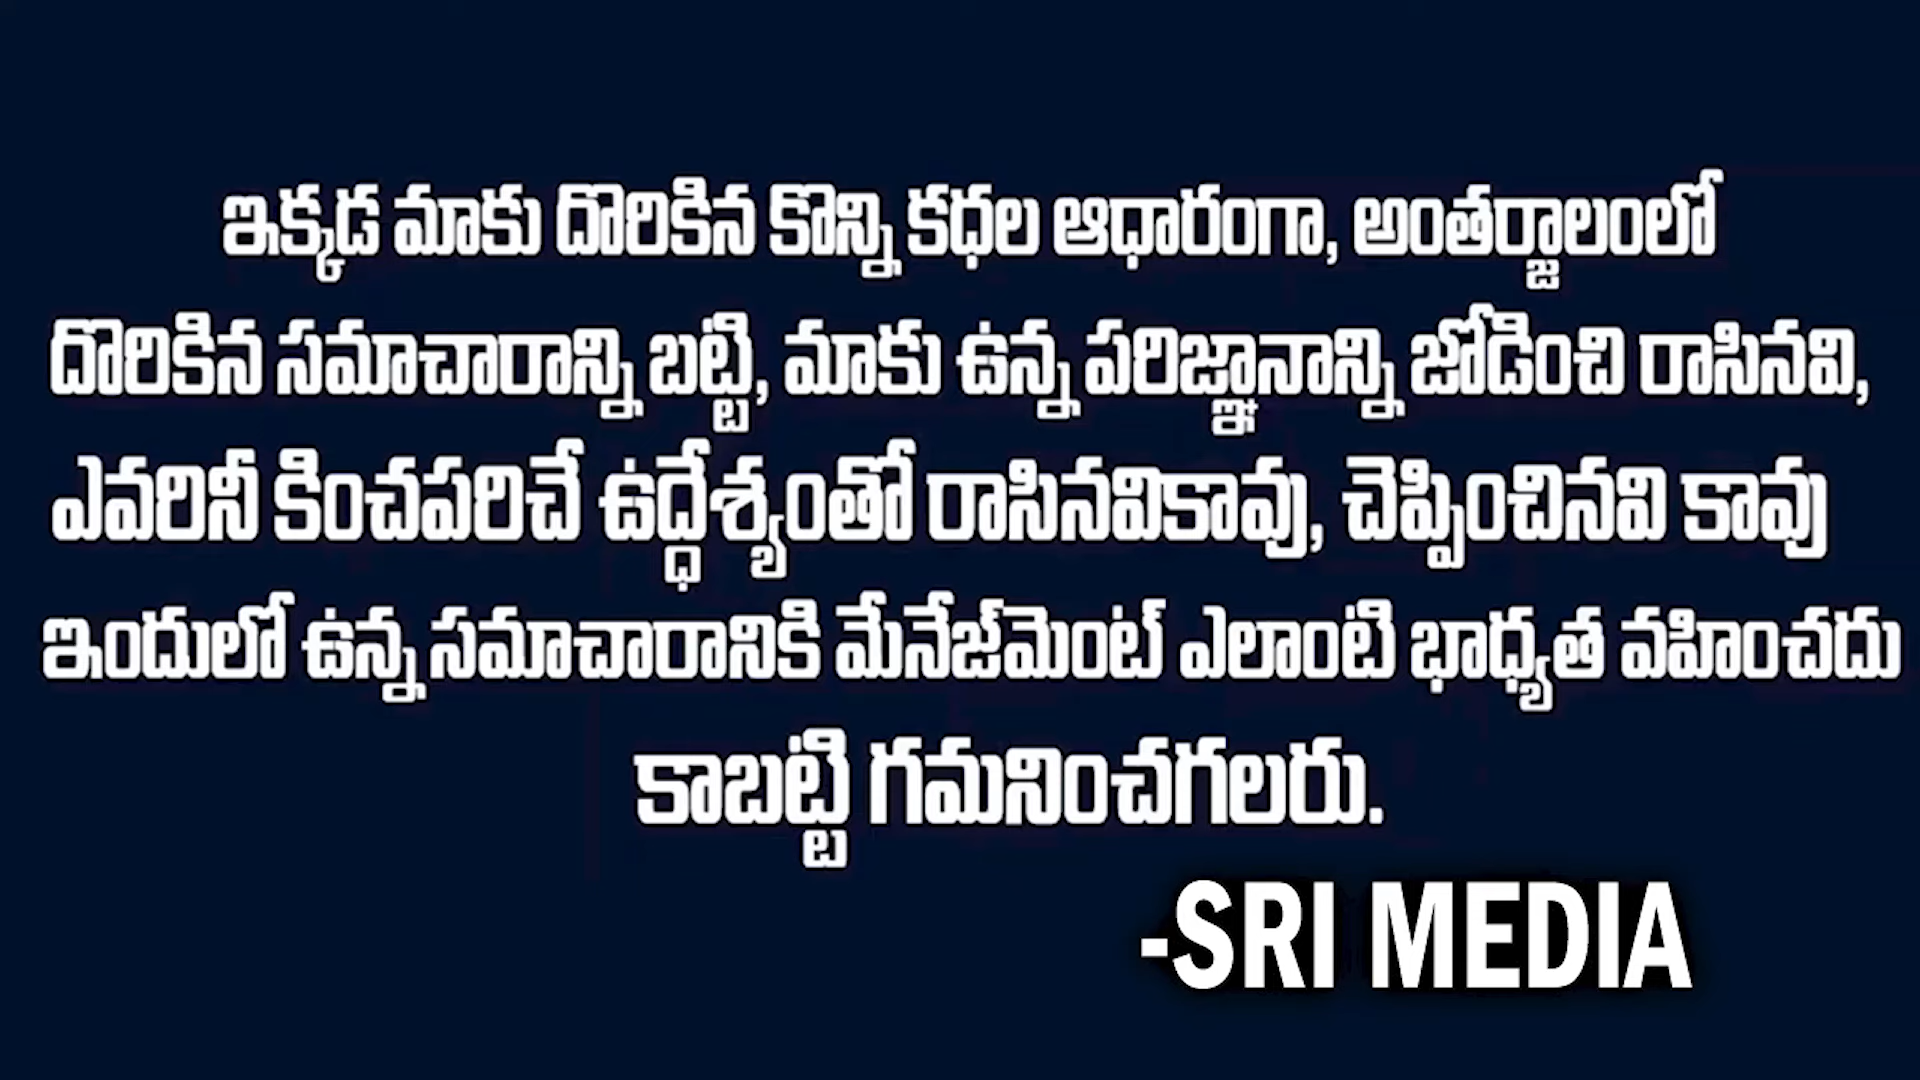 ఇక్కడ మాకు దొరికిన కొన్ని కధల ఆధారంగా, అంతర్జాలంలో
దొరికిన సమాచారాన్ని బట్టి, మాకు ఉన్న పరిజ్ఞానాన్ని జోడించి రాసినవి,
ఎవరినీ కించపరిచే ఉద్ధేశ్యంతో రాసినవికావు, చెప్పించినవి కావు
ఇందులో ఉన్న సమాచారానికి మేనేజ్‌మెంట్ ఎలాంటి భాధ్యత వహించదు
కాబట్టి గమనించగలరు.
-SRI MEDIA